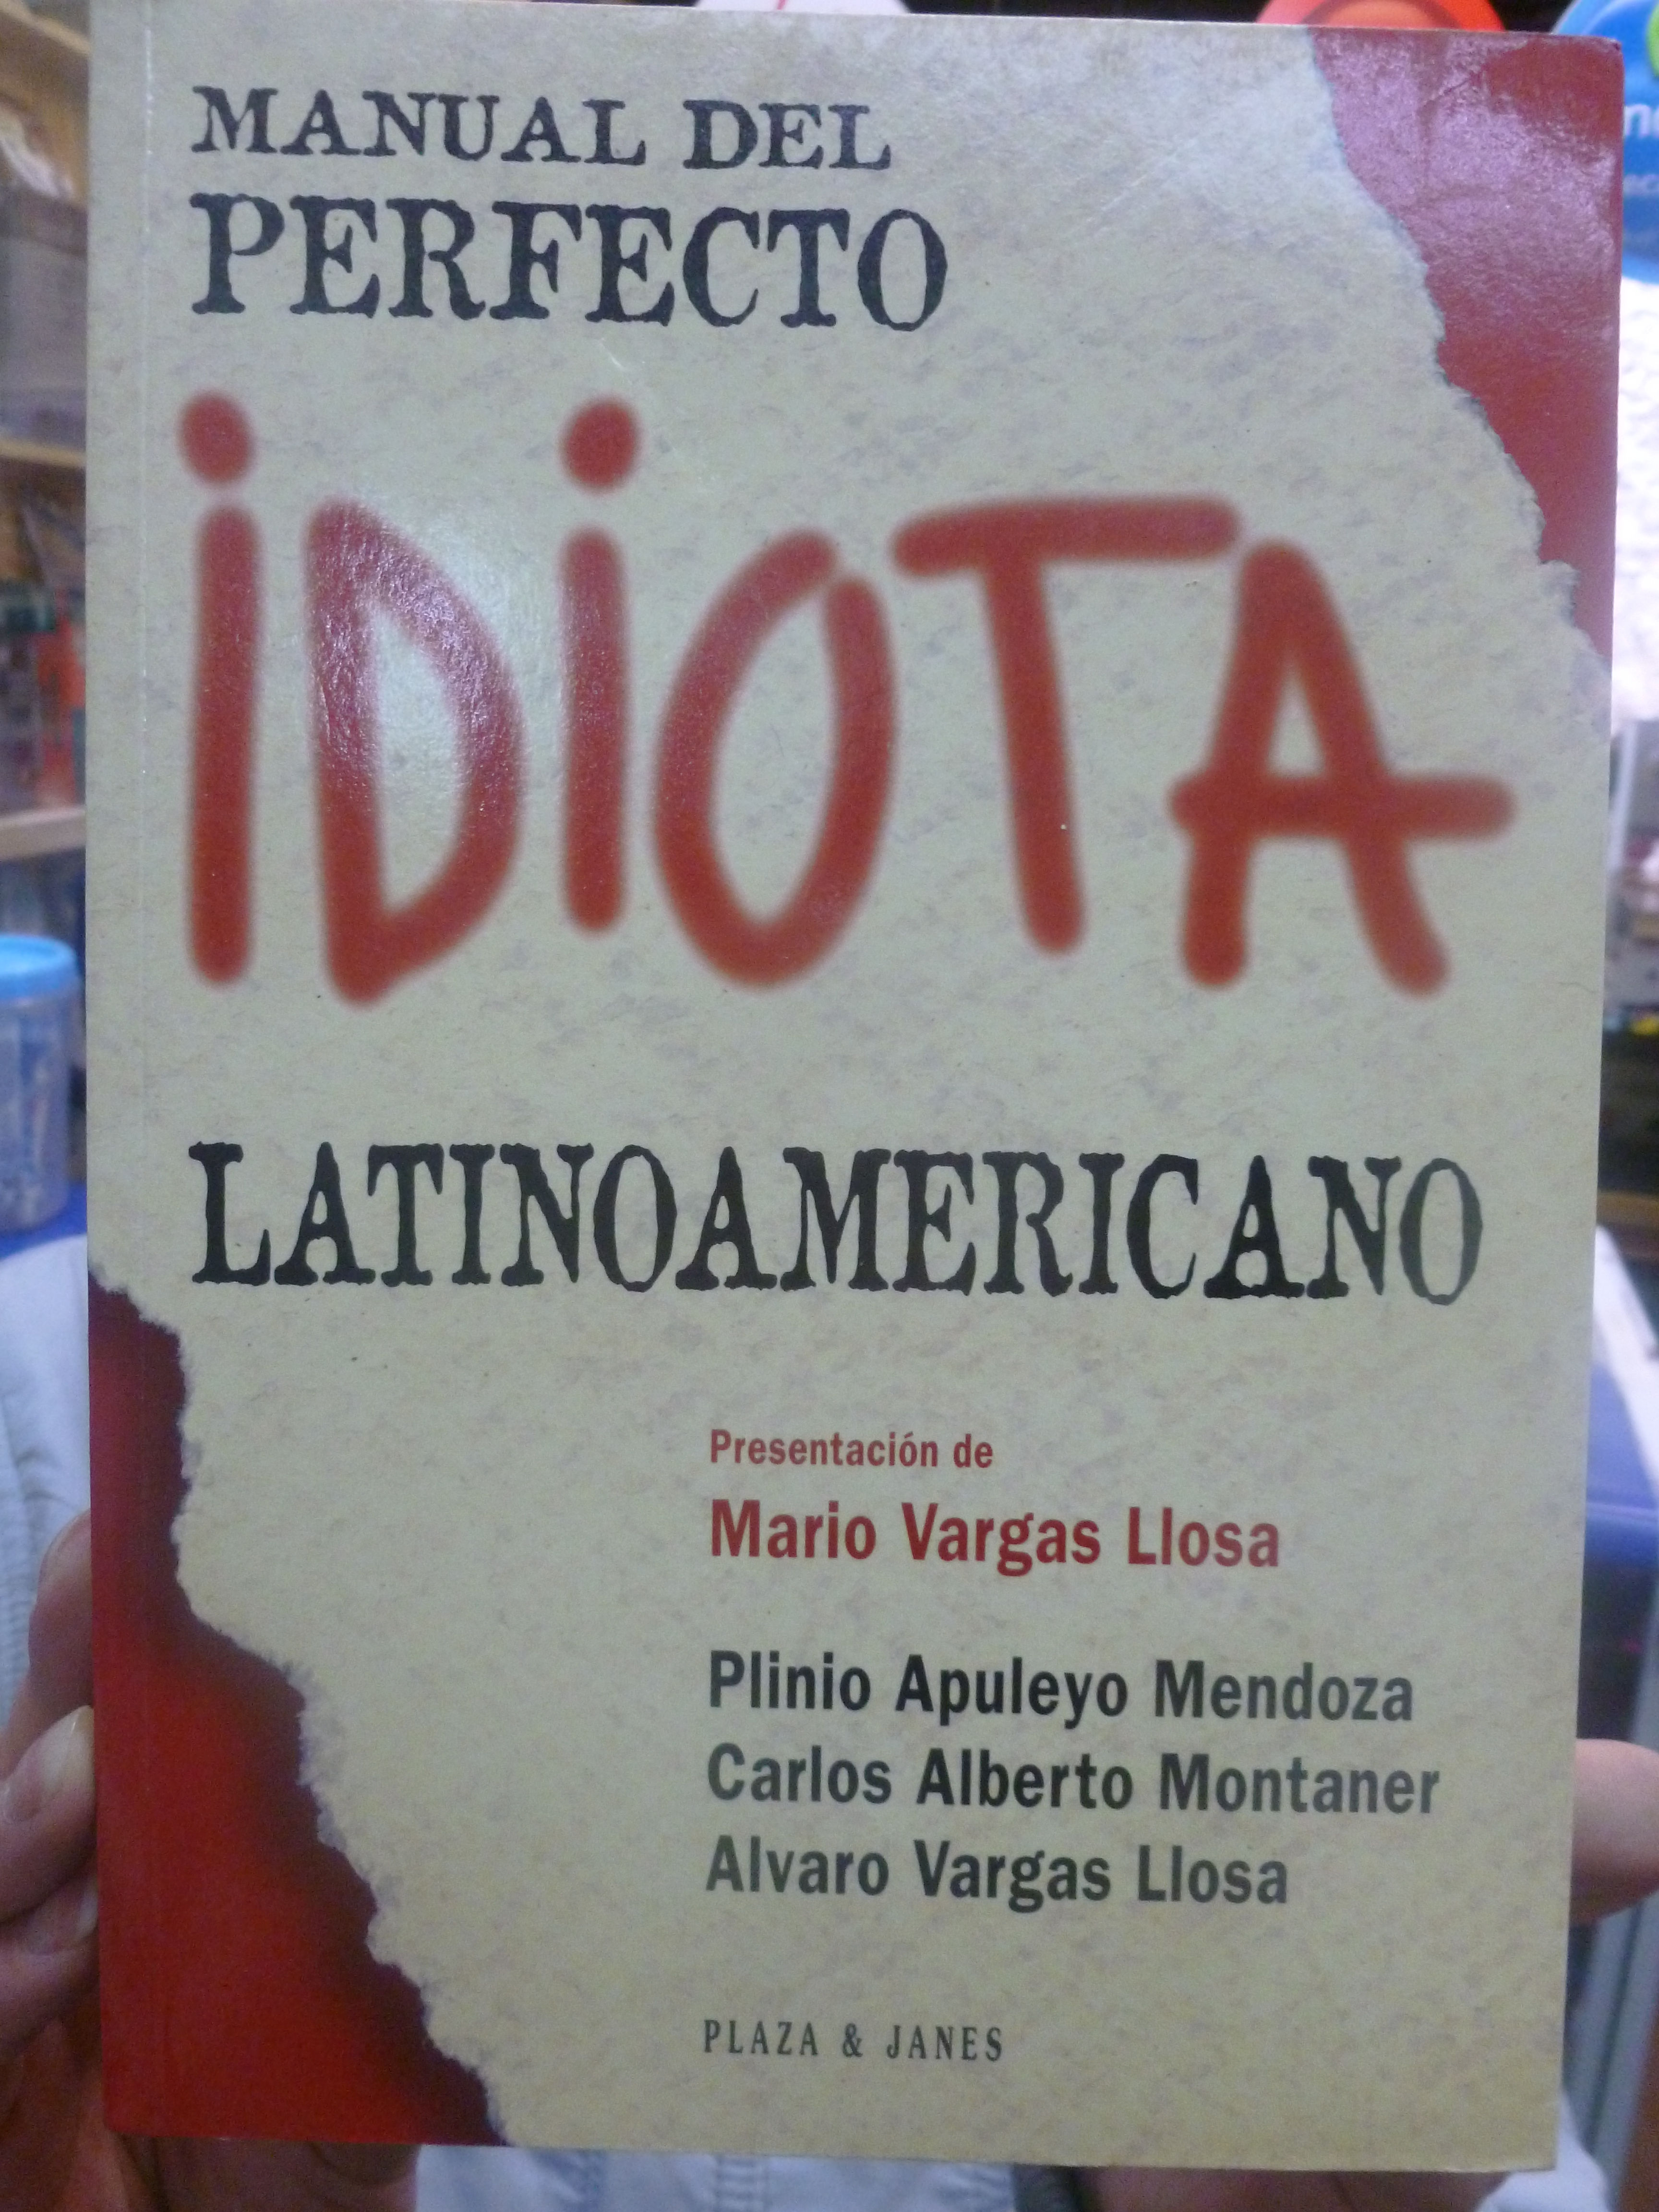 MANUAL DEL
PERFECTO
iDiOTA
LATINOAMERICANO
Presentación de
Mario Vargas Llosa
Plinio Apuleyo Mendoza
Carlos Alberto Montaner
Alvaro Vargas Llosa
PLAZA & JANES